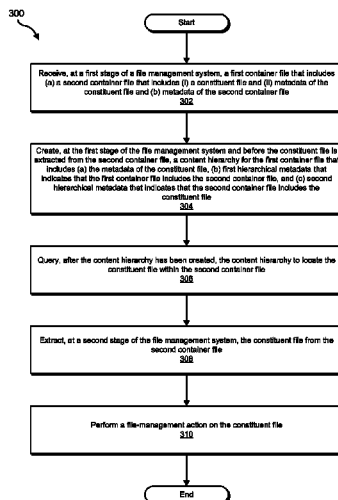 300
Start
Receive, at a first stage of a file management system, a first container file that includes
(a) a second container file that includes (i) a constituent file and (ii) metadata of the
constituent file and (b) metadata of the second container file
302
Create, at the first stage of the file management system and before the constituent file is
extracted from the second container file, a content hierarchy for the first container file that
includes (a) the metadata of the constituent file, (b) first hierarchical metadata that
indicates that the first container file includes the second container file, and (c) second
hierarchical metadata that indicates that the second container file includes the
constituent file
304
Query, after the content hierarchy has been created, the content hierarchy to locate the
constituent file within the second container file
306
Extract, at a second stage of the file management system, the constituent file from the
second container file
308
Perform a file-management action on the constituent file
310
End